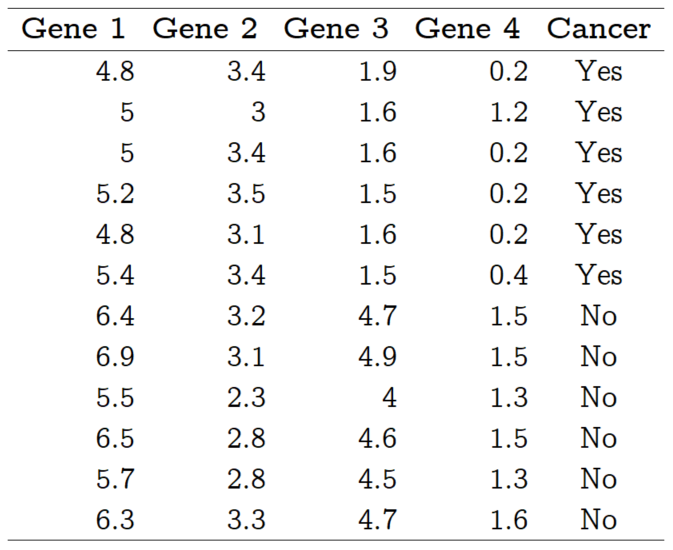 Gene 1 Gene 2 Gene 3 Gene 4 Cancer
4.8 3.4 1.9 0.2 Yes
5 3 1.6 1.2 Yes
5 3.4 1.6 0.2 Yes
5.2 3.5 1.5 0.2 Yes
4.8 3.1 1.6 0.2 Yes
5.4 3.4 1.5 0.4 Yes
6.4 3.2 4.7 1.5 No
6.9 3.1 4.9 1.5 No
5.5 2.3 4 1.3 No
6.5 2.8 4.6 1.5 No
5.7 2.8 4.5 1.3 No
6.3 3.3 4.7 1.6 No